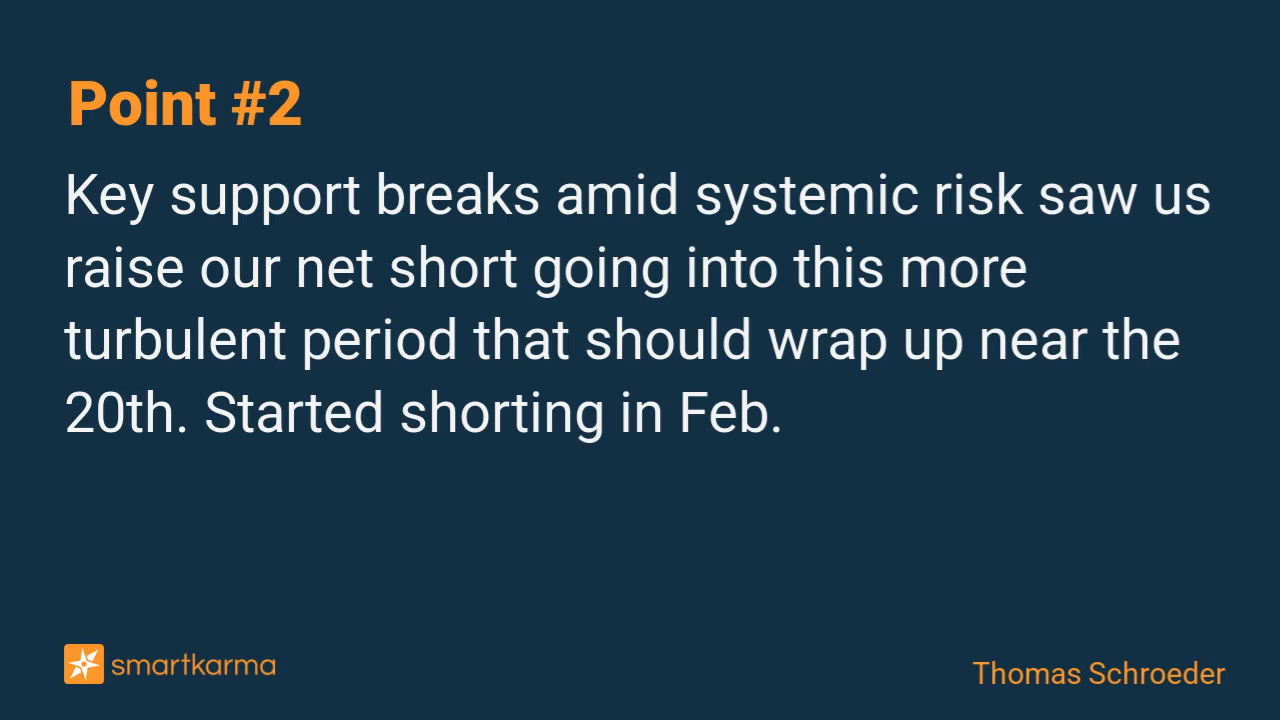 Point #2
Key support breaks amid systemic risk saw us
raise our net short going into this more
turbulent period that should wrap up near the
20th. Started shorting in Feb.
smartkarma
Thomas Schroeder